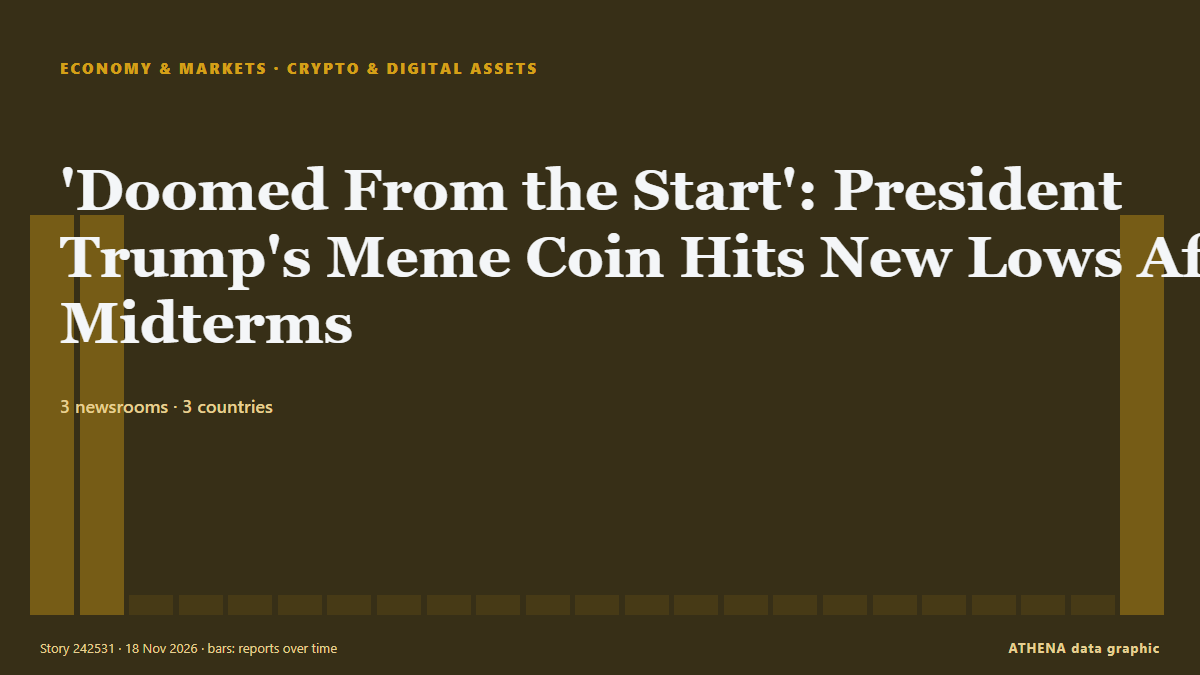 ECONOMY & MARKETS · CRYPTO & DIGITAL ASSETS
'Doomed From the Start': President
Trump's Meme Coin Hits New Lows Af
Midterms
3 newsrooms · 3 countries
Story 242531 · 18 Nov 2026 · bars: reports over time
ATHENA data graphic